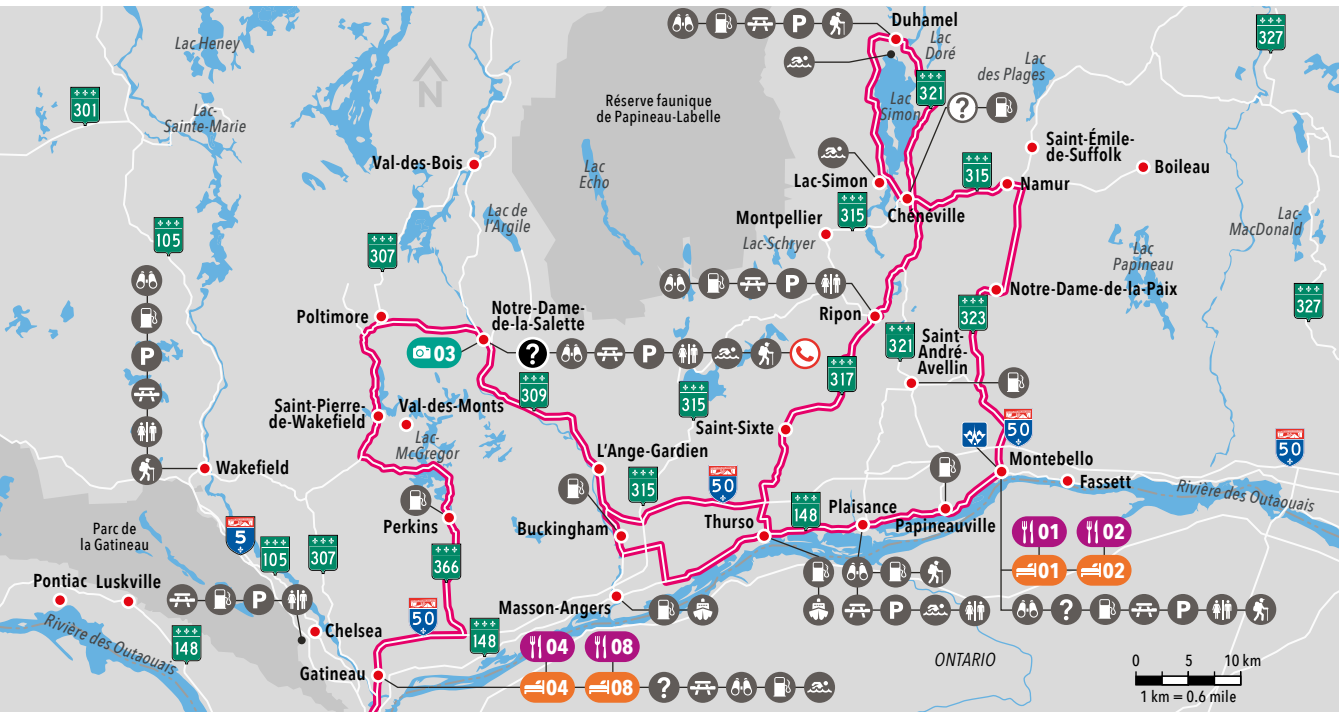 Duhamel
Lac Heney
Lac
Doré
327
Lac
des Plages
N
321
301
Réserve faunique
de Papineau-Labelle
Lac
Simon
?
Lac-
Sainte-Marie
Saint-Émile-
de-Suffolk
Val-des-Bois
Boileau
Lac
Echo
315
Lac-Simon
Namur
Lac de
l'Argile
Montpellier
315
Chénéville
Lac-
MacDonald
105
307
Lac-Schryer
Lac
Papineau
P
Notre-Dame-de-la-Paix
327
Poltimore
Notre-Dame-
de-la-Salette
Ripon
323
03
?
P
321
Saint-
André-
Avellin
P
309
315
317
Saint-Pierre-
de-Wakefield
Val-des-Monts
Lac-
McGregor
Saint-Sixte
50
50
L'Ange-Gardien
Montebello
Wakefield
315
50
Fassett
Rivière des Outaouais
Parc de
la Gatineau
5
Perkins
Buckingham
Thurso
148
Plaisance
Papineauville
105
307
366
01
02
01
02
Pontiac
Luskville
P
50
Masson-Angers
P
?
P
Chelsea
148
148
Rivière des Outaouais
04
08
Gatineau
04
08
?
ONTARIO
0 5 10 km
1 km = 0.6 mile
P